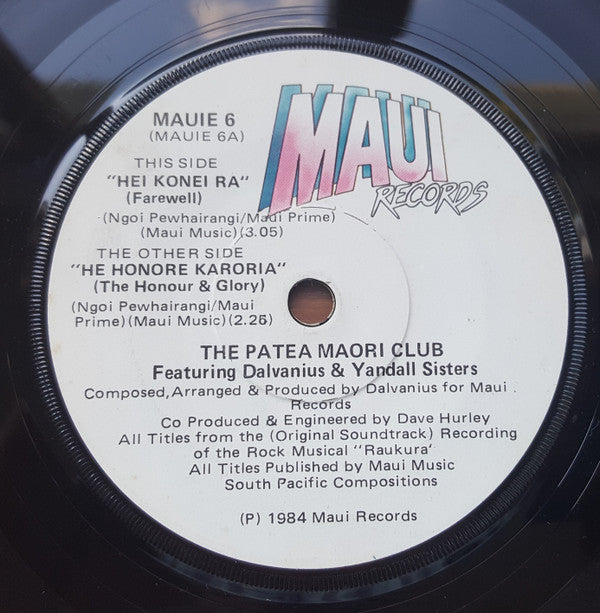 MAUI
RECORDS
MAUIE 6
(MAUIE 6A)
THIS SIDE
"HEI KONEI RA"
(Farewell)
(Ngoi Pewhairangi/Maui Prime)
(Maui Music)(3.05)
THE OTHER SIDE
"HE HONORE KARORIA"
(The Honour & Glory)
(Ngoi Pewhairangi/Maui
Prime)(Maui Music)(2.26)
THE PATEA MAORI CLUB
Featuring Dalvanius & Yandall Sisters
Composed,Arranged & Produced by Dalvanius for Maui
Records
Co Produced & Engineered by Dave Hurley
All Titles from the (Original Soundtrack) Recording
of the Rock Musical "Raukura'
All Titles Published by Maui Music
South Pacific Compositions
(P) 1984 Maui Records